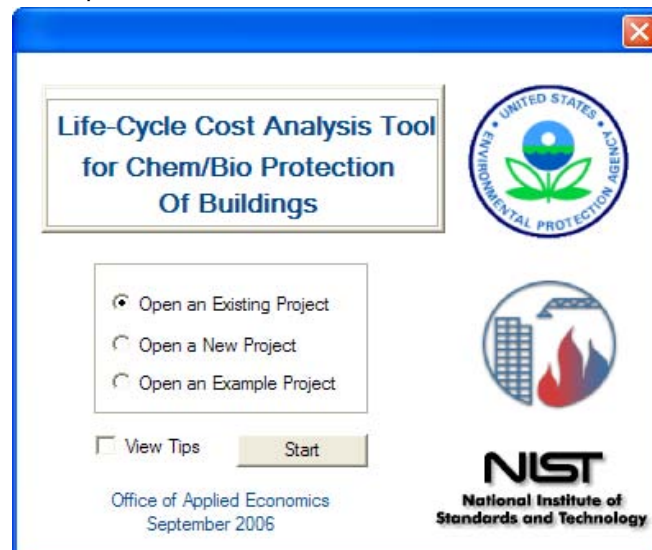 Life-Cycle Cost Analysis Tool
for Chem/Bio Protection
Of Buildings
UNITED STATES
ENVIRONMENTAL PROTECTION AGENCY
Open an Existing Project
Open a New Project
Open an Example Project
View Tips
Start
Office of Applied Economics
September 2006
NIST
National Institute of
Standards and Technology